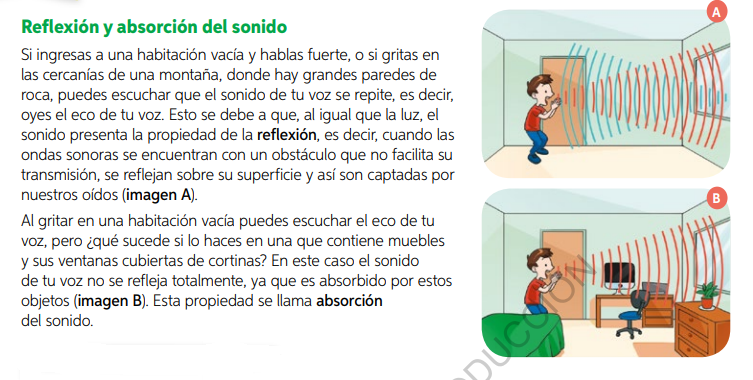 Reflexión y absorción del sonido
Si ingresas a una habitación vacía y hablas fuerte, o si gritas en
las cercanías de una montaña, donde hay grandes paredes de
roca, puedes escuchar que el sonido de tu voz se repite, es decir,
oyes el eco de tu voz. Esto se debe a que, al igual que la luz, el
sonido presenta la propiedad de la reflexión, es decir, cuando las
ondas sonoras se encuentran con un obstáculo que no facilita su
transmisión, se reflejan sobre su superficie y así son captadas por
nuestros oídos (imagen A).
Al gritar en una habitación vacía puedes escuchar el eco de tu
voz, pero ¿qué sucede si lo haces en una que contiene muebles
y sus ventanas cubiertas de cortinas? En este caso el sonido
de tu voz no se refleja totalmente, ya que es absorbido por estos
objetos (imagen B). Esta propiedad se llama absorción
del sonido.
A
B